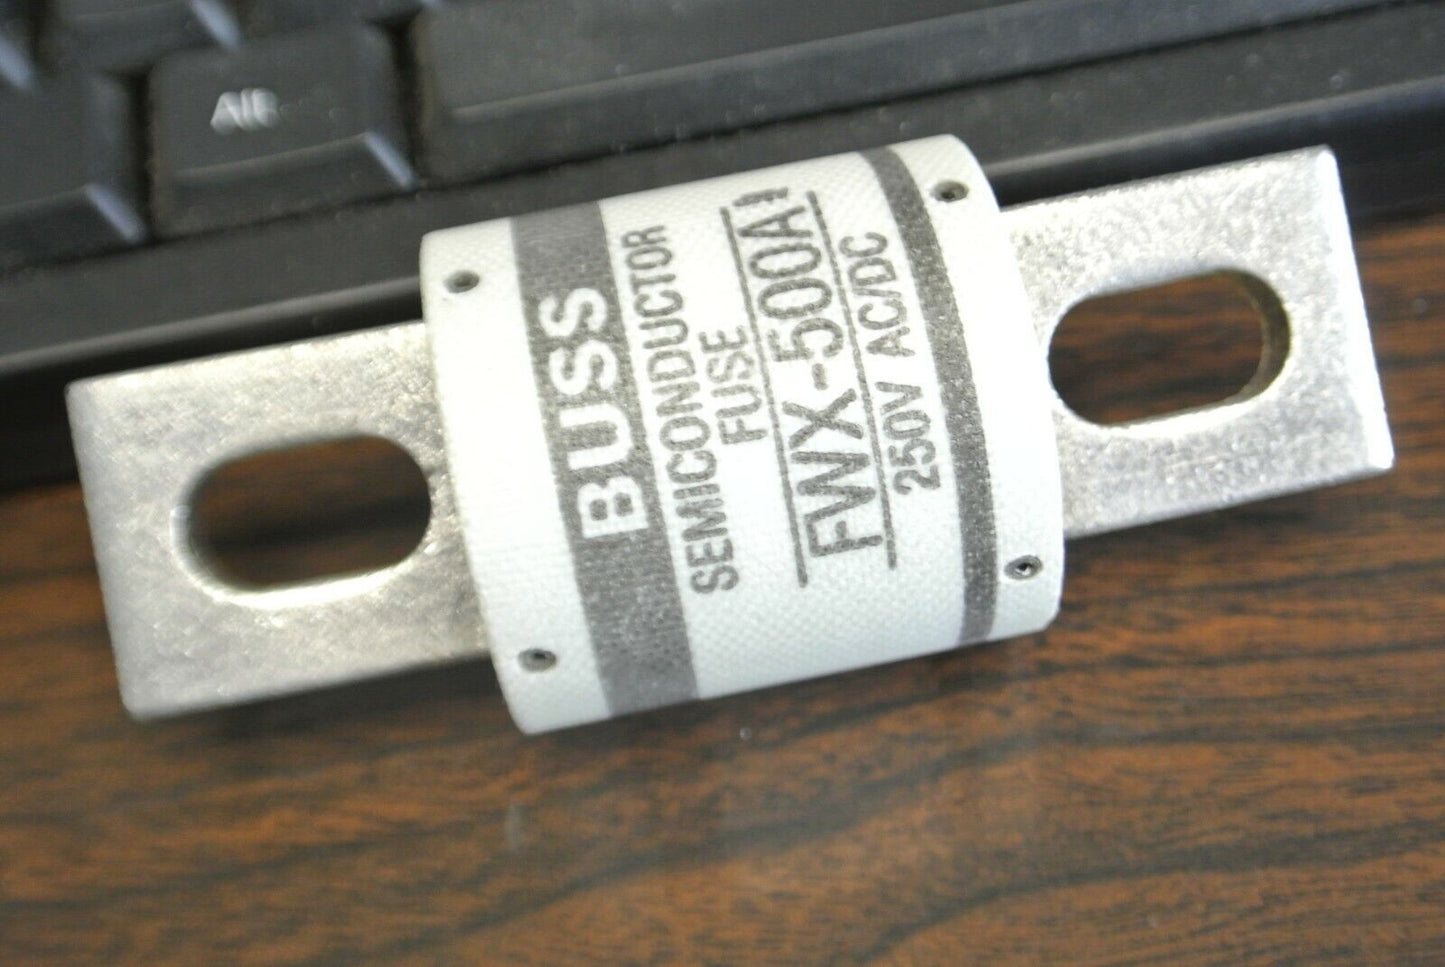 Alt
BUSS
SEMICONDUCTOR
FUSE
FWX-500A
250V AC/DC